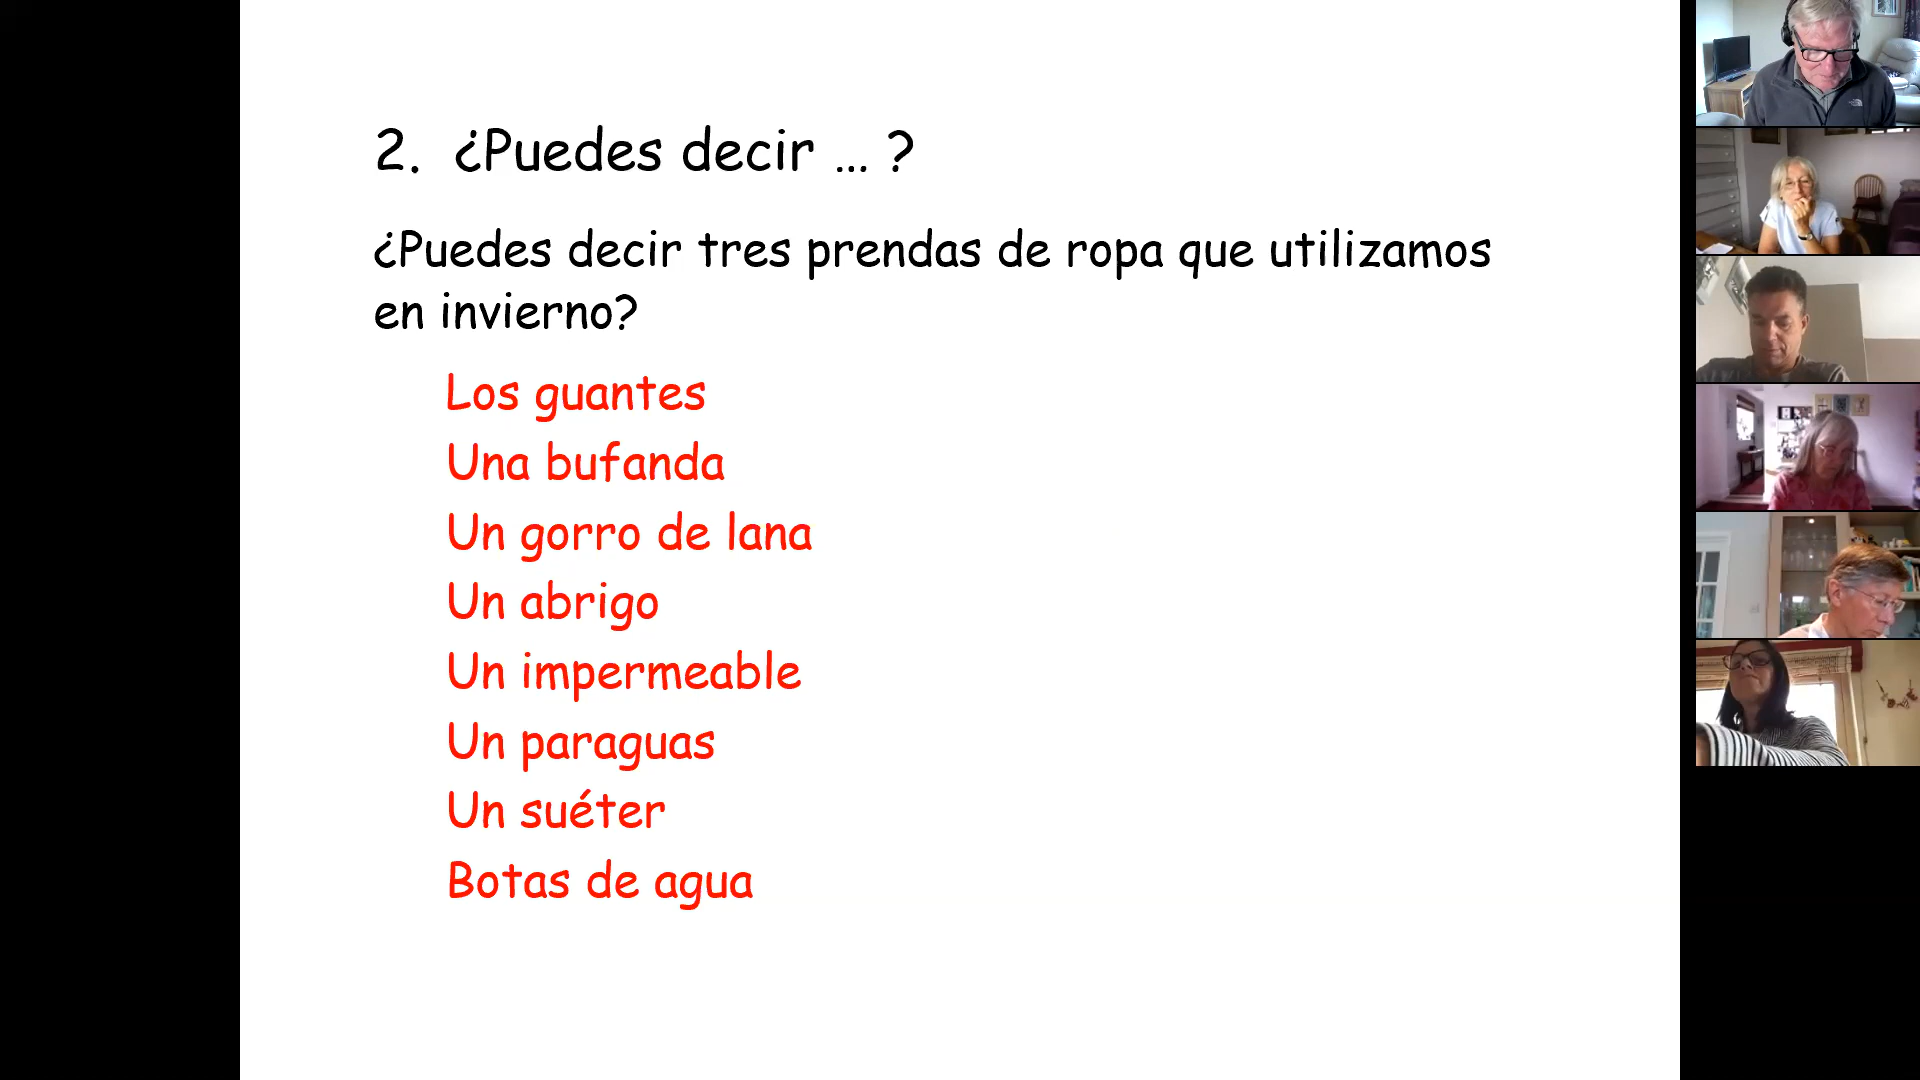 2. ¿Puedes decir ... ?
¿Puedes decir tres prendas de ropa que utilizamos
en invierno?
Los guantes
Una bufanda
Un gorro de lana
Un abrigo
Un impermeable
Un paraguas
Un suéter
Botas de agua